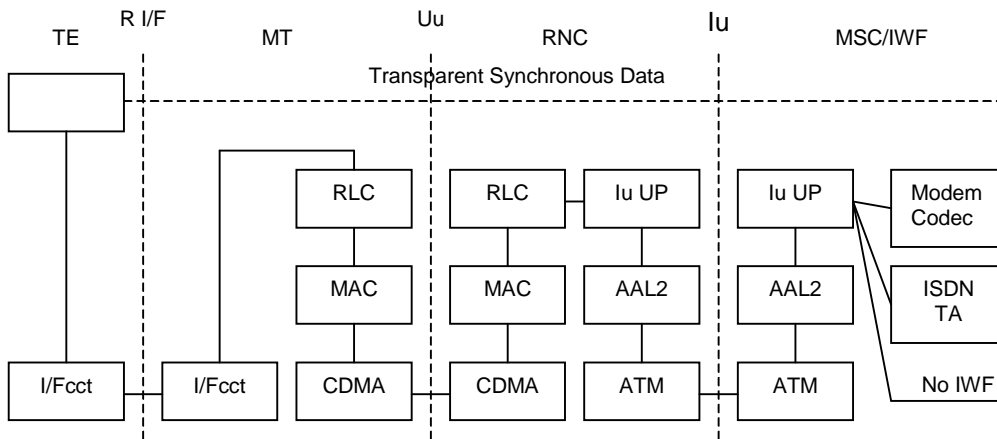 R I/F Uu Iu
TE MT RNC MSC/IWF
Transparent Synchronous Data
RLC RLC Iu UP Iu UP Modem
Codec
MAC MAC AAL2 AAL2 ISDN
TA
I/Fcct I/Fcct CDMA CDMA ATM ATM No IWF